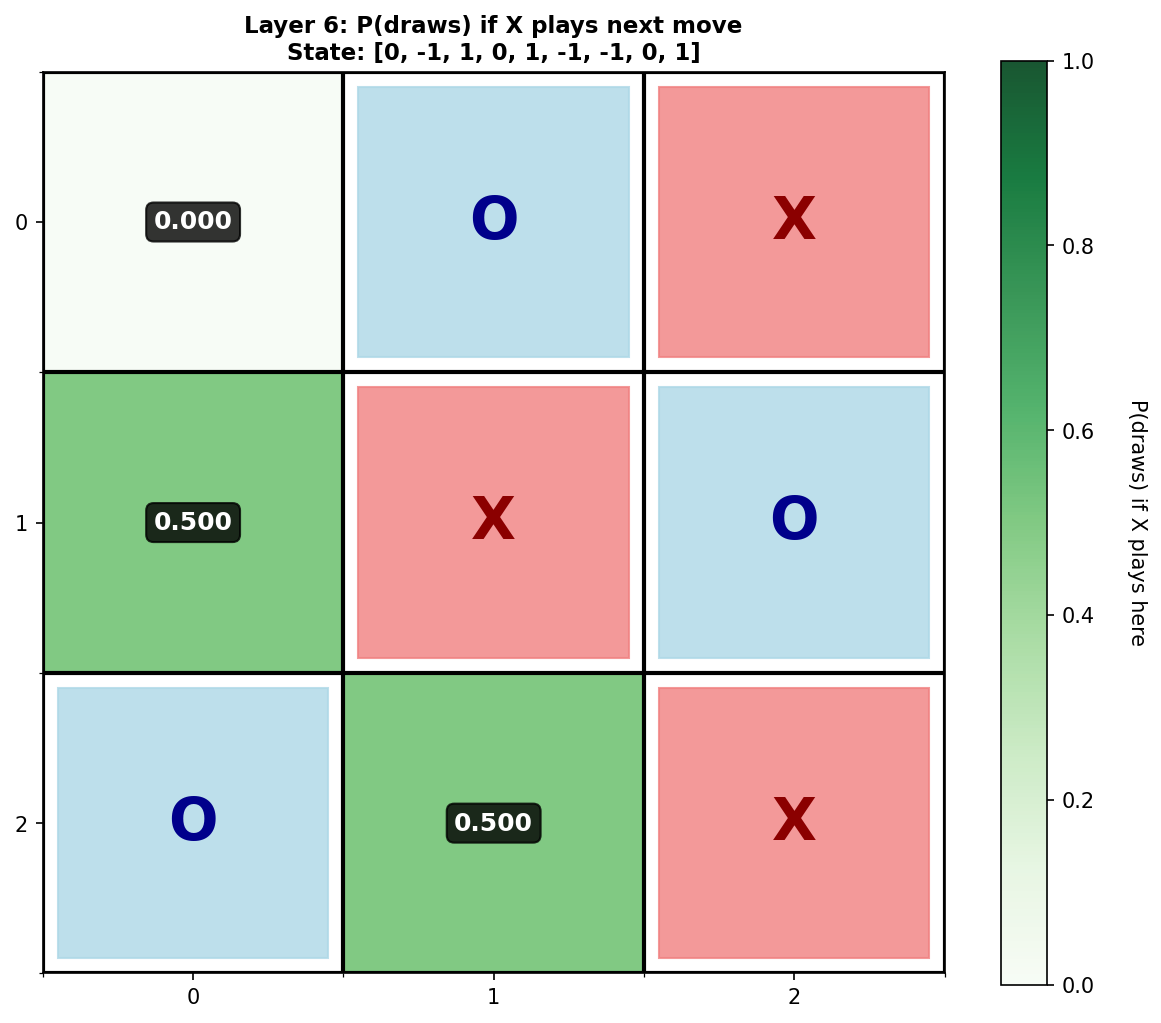 Layer 6: P(draws) if X plays next move
State: [0, -1, 1, 0, 1, -1, -1, 0, 1]
0
0.000
O
X
1
0.500
X
O
2
O
0.500
X
0
1
2
1.0
0.8
0.6
0.4
0.2
0.0
P(draws) if X plays here